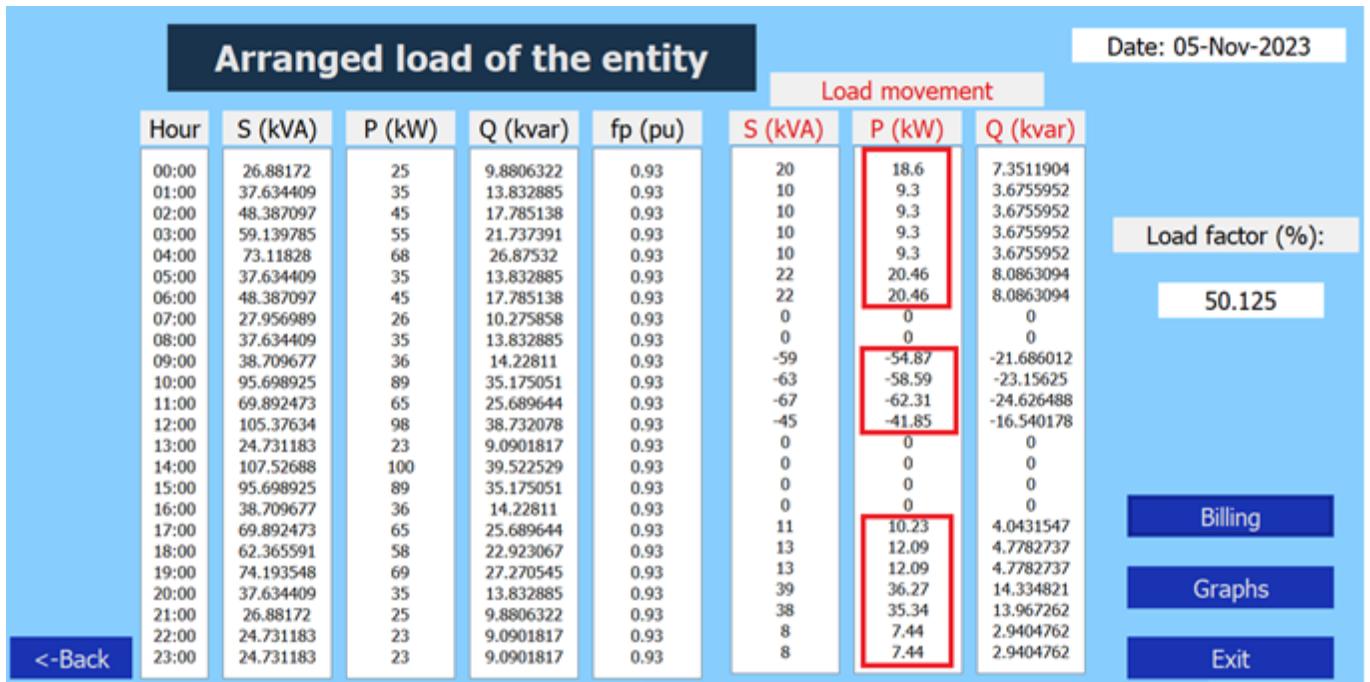 Arranged load of the entity
Date: 05-Nov-2023
Load movement
Hour S (kVA) P (kW) Q (kvar) fp (pu) S (kVA) P (kW) Q (kvar)
00:00 26.88172 25 9.8806322 0.93 20 18.6 7.3511904
01:00 37.634409 35 13.832885 0.93 10 9.3 3.6755952
02:00 48.387097 45 17.785138 0.93 10 9.3 3.6755952
03:00 59.139785 55 21.737391 0.93 10 9.3 3.6755952
04:00 73.11828 68 26.87532 0.93 10 9.3 3.6755952
05:00 37.634409 35 13.832885 0.93 22 20.46 8.0863094
06:00 48.387097 45 17.785138 0.93 22 20.46 8.0863094
07:00 27.956989 26 10.275858 0.93 0 0 0
08:00 37.634409 35 13.832885 0.93 0 0 0
09:00 38.709677 36 14.22811 0.93 -59 -54.87 -21.686012
10:00 95.698925 89 35.175051 0.93 -63 -58.59 -23.15625
11:00 69.892473 65 25.689644 0.93 -67 -62.31 -24.626488
12:00 105.37634 98 38.732078 0.93 -45 -41.85 -16.540178
13:00 24.731183 23 9.0901817 0.93 0 0 0
14:00 107.52688 100 39.522529 0.93 0 0 0
15:00 95.698925 89 35.175051 0.93 0 0 0
16:00 38.709677 36 14.22811 0.93 0 0 0
17:00 69.892473 65 25.689644 0.93 11 10.23 4.0431547
18:00 62.365591 58 22.923067 0.93 13 12.09 4.7782737
19:00 74.193548 69 27.270545 0.93 13 12.09 4.7782737
20:00 37.634409 35 13.832885 0.93 39 36.27 14.334821
21:00 26.88172 25 9.8806322 0.93 38 35.34 13.967262
22:00 24.731183 23 9.0901817 0.93 8 7.44 2.9404762
23:00 24.731183 23 9.0901817 0.93 8 7.44 2.9404762
Load factor (%):
50.125
Billing
Graphs
<-Back
Exit